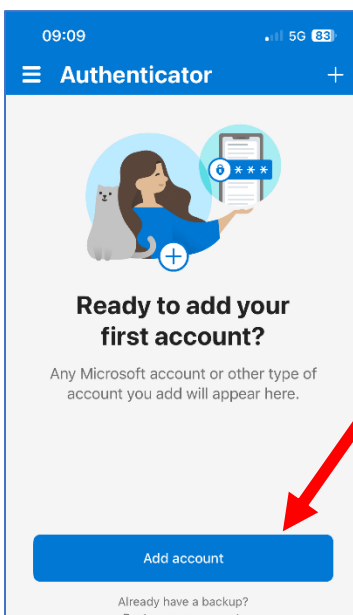 09:09
5G 83
Authenticator
* * *
Ready to add your
first account?
Any Microsoft account or other type of
account you add will appear here.
Add account
Already have a backup?